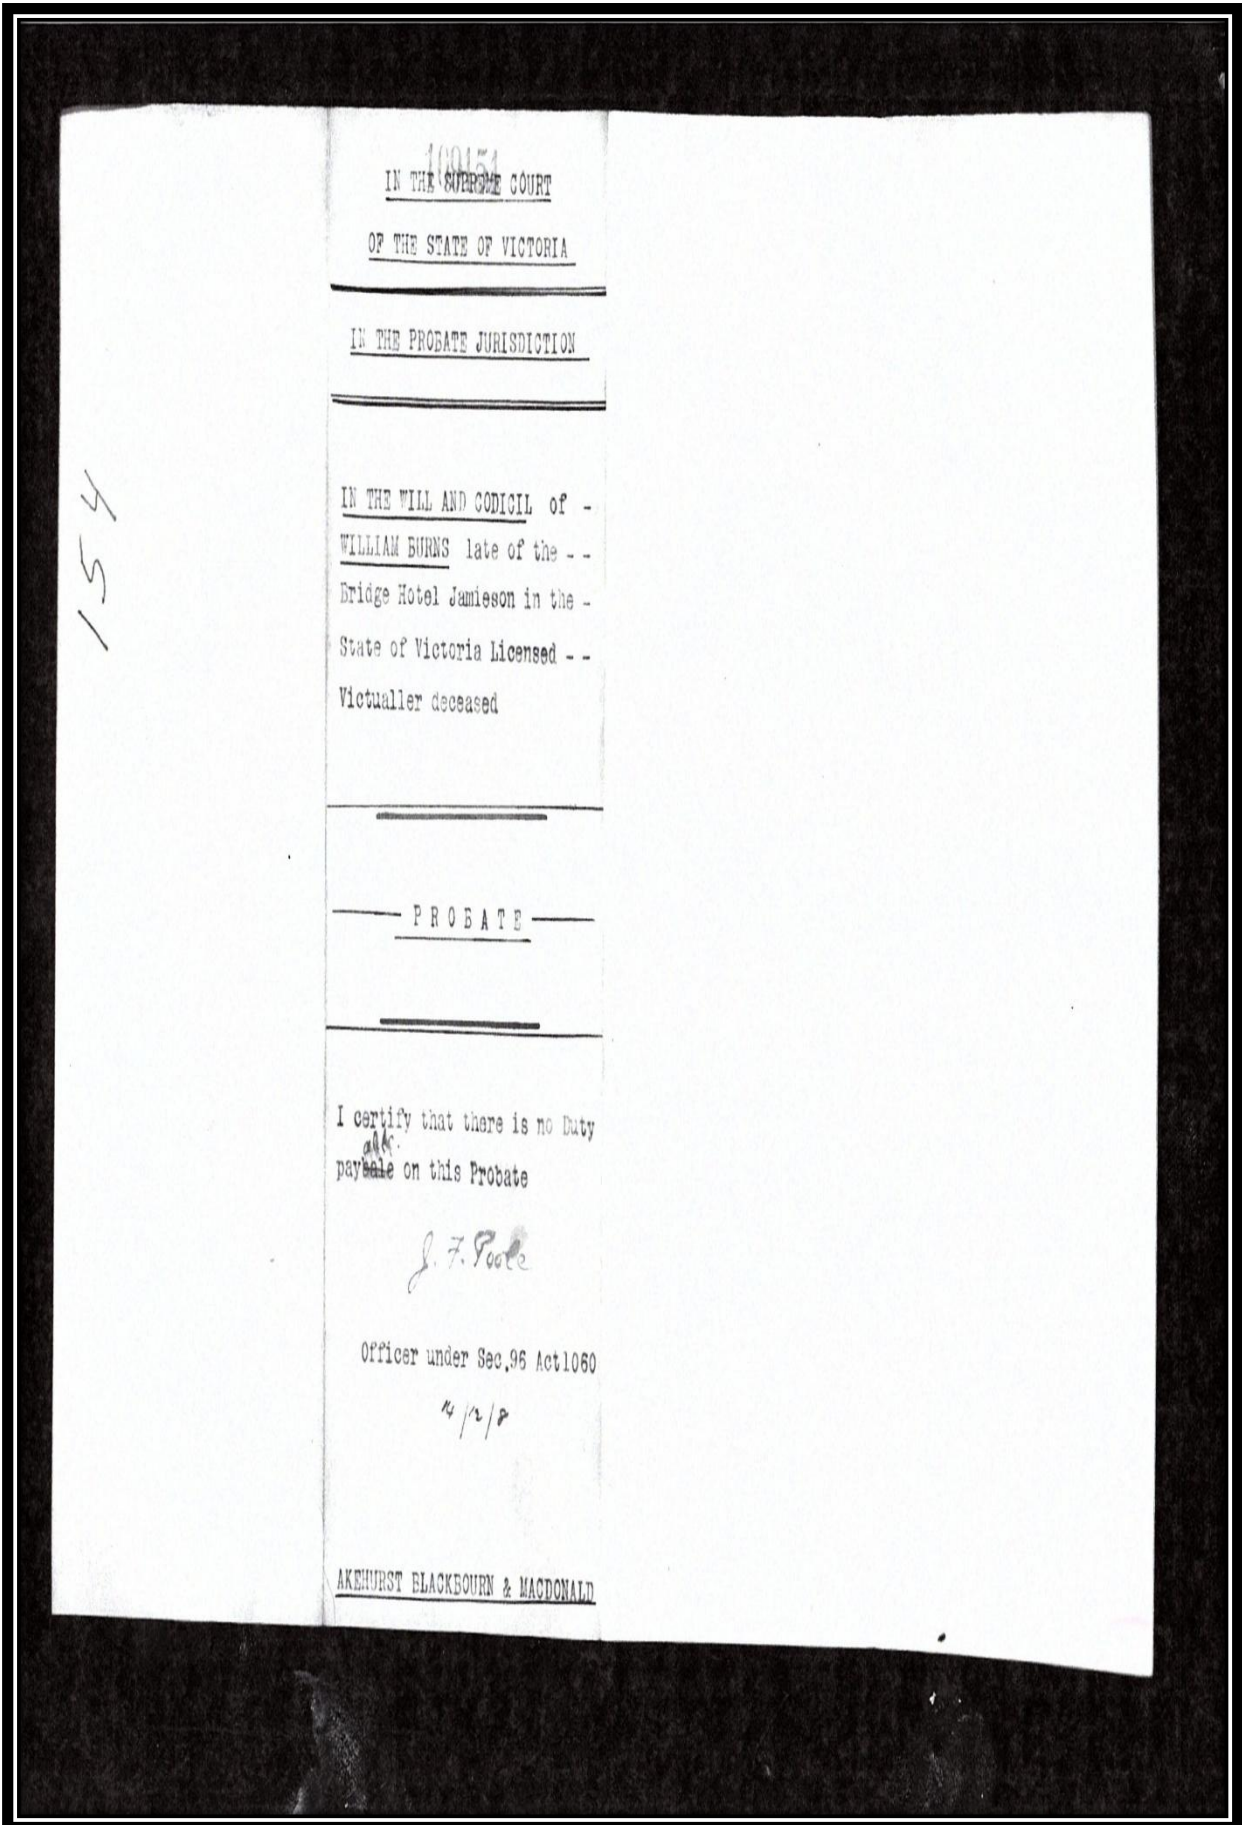 109151
IN THE SUPREME COURT
OF THE STATE OF VICTORIA
IN THE PROBATE JURISDICTION
154
IN THE WILL AND CODICIL of -
WILLIAM BURNS late of the - -
Bridge Hotel Jamieson in the -
State of Victoria Licensed - -
Victualler deceased
PROBATE
I certify that there is no Duty
able
paybale on this Probate
J. F. Poole
Officer under Sec.96 Act1060
/12/8
AKEHURST BLACKBOURN & MACDONALD